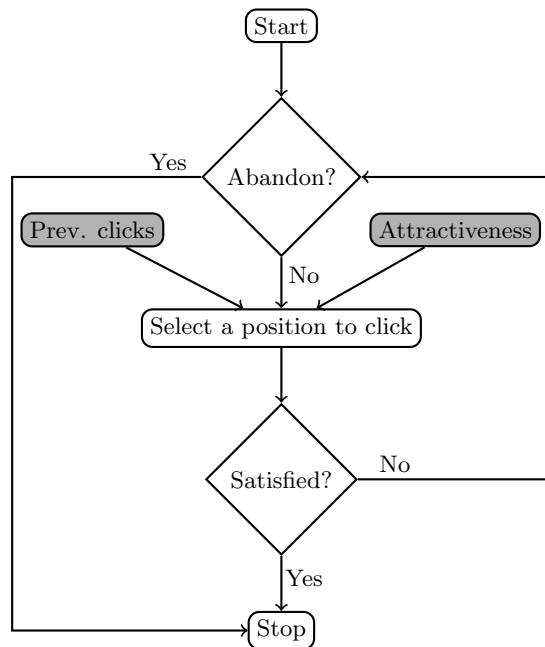 Start
Yes
Abandon?
Prev. clicks
Attractiveness
No
Select a position to click
Satisfied?
No
Yes
Stop